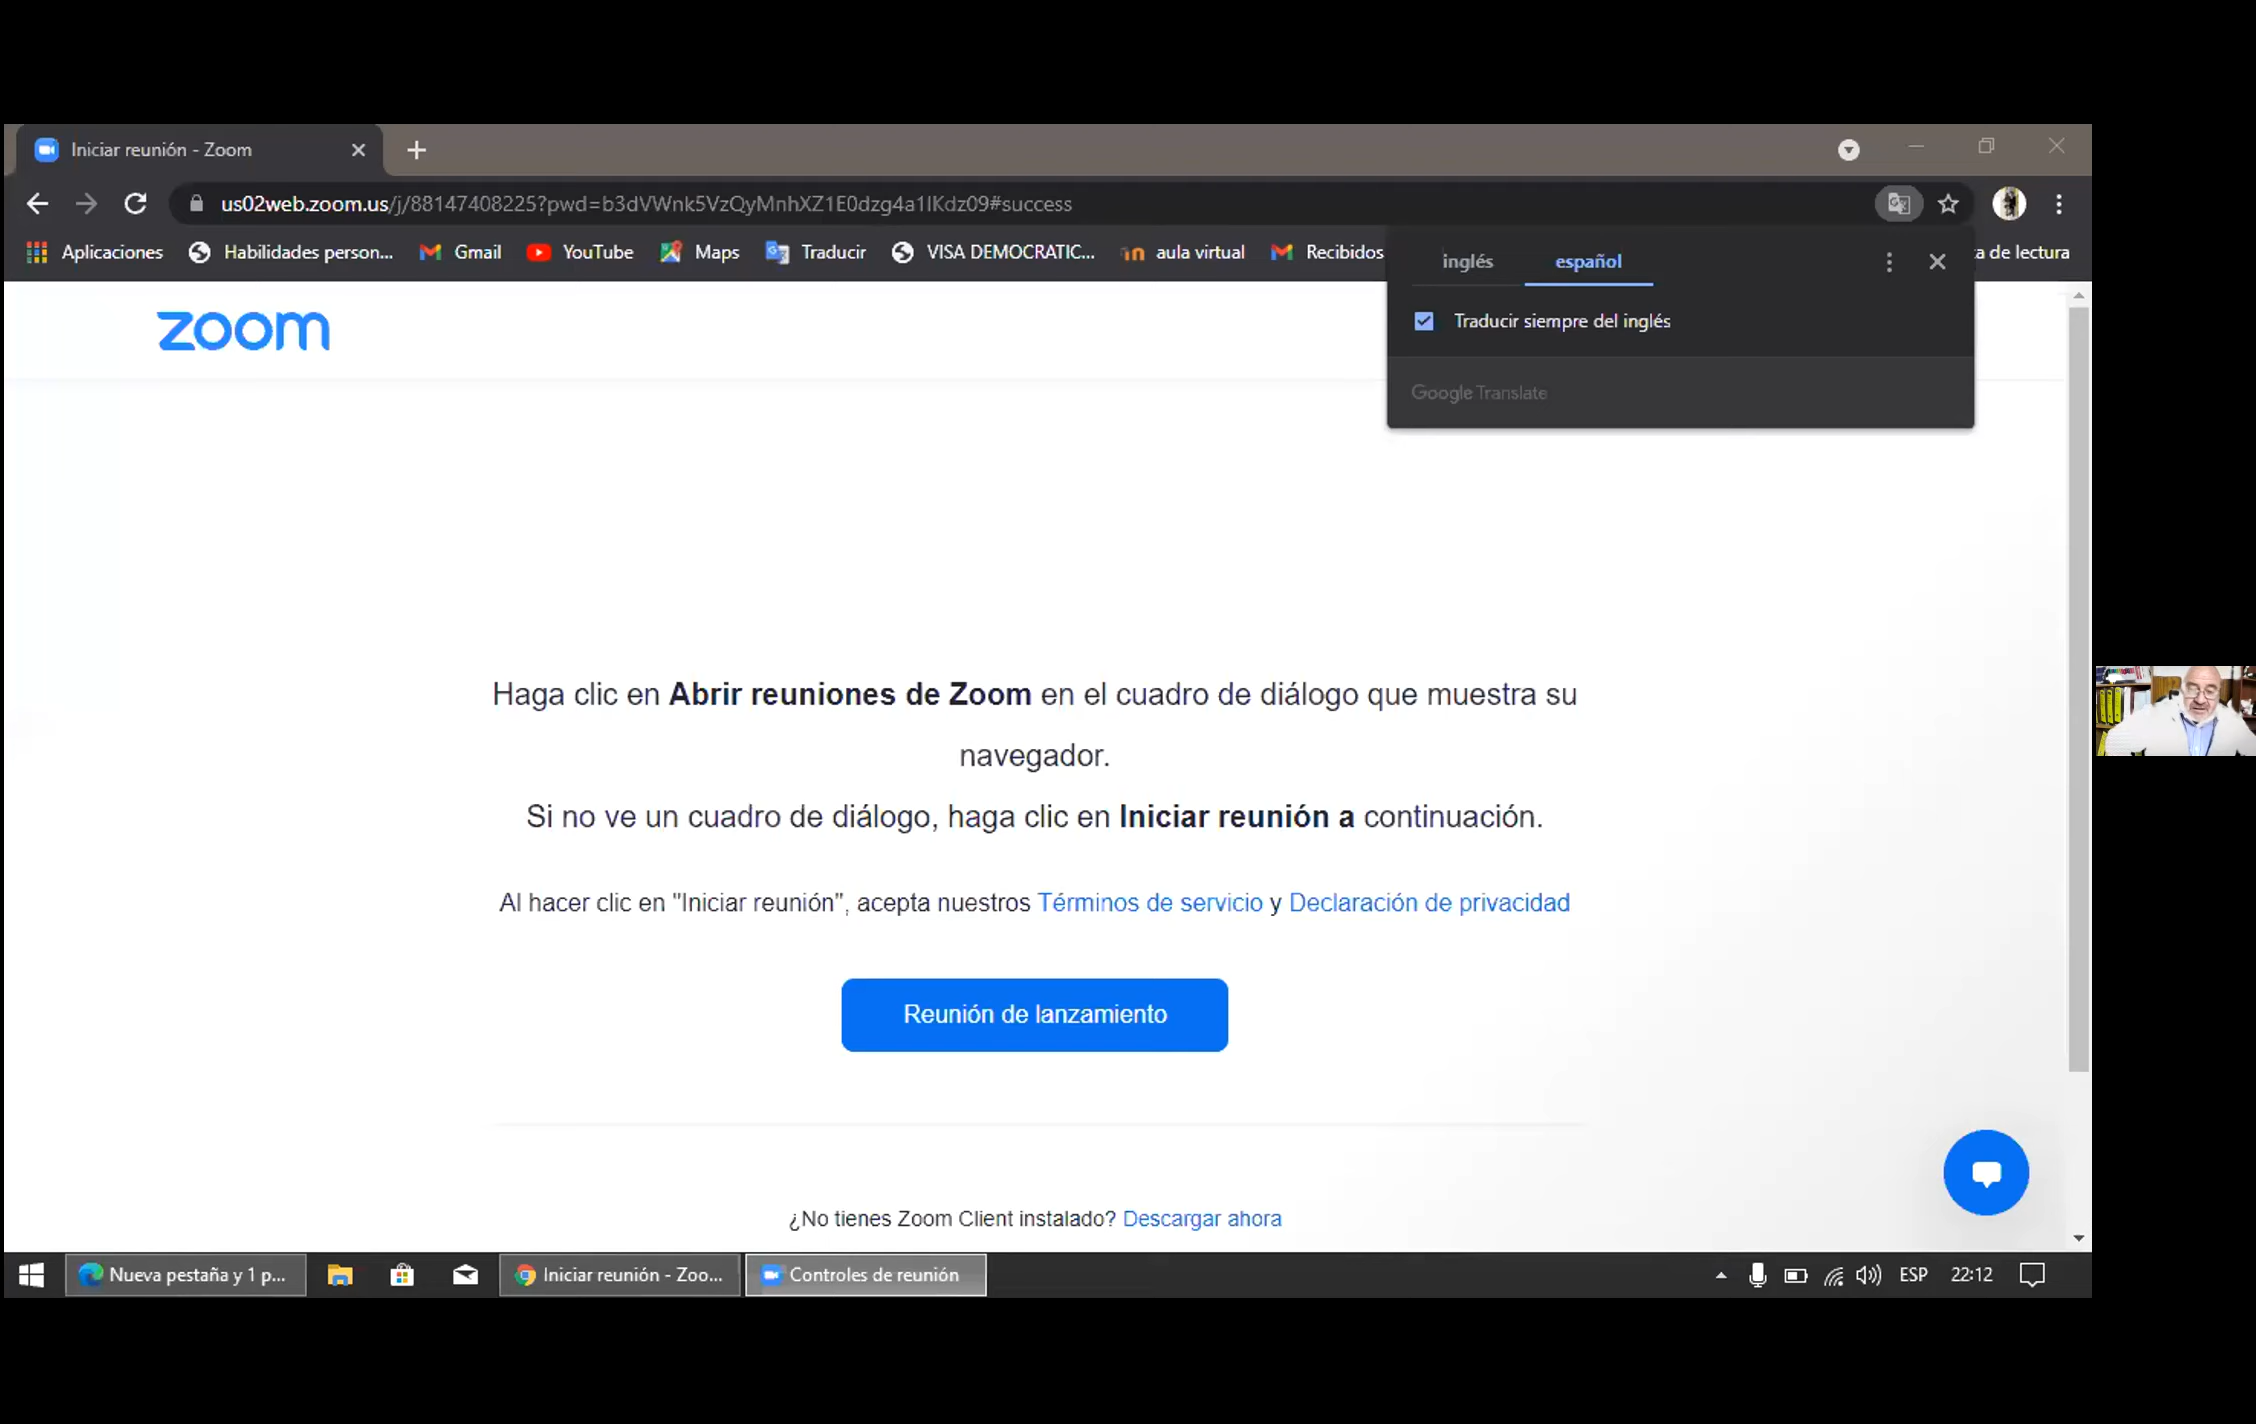 Iniciar reunión - Zoom
us02web.zoom.us/j/88147408225?pwd=b3dVWnk5VzQyMnhXZ1E0dzg4a1lKdz09#success
Aplicaciones Habilidades person... Gmail YouTube Maps Traducir VISA DEMOCRATIC... aula virtual Recibidos a de lectura
inglés español
Traducir siempre del inglés
Google Translate
zoom
Haga clic en Abrir reuniones de Zoom en el cuadro de diálogo que muestra su
navegador.
Si no ve un cuadro de diálogo, haga clic en Iniciar reunión a continuación.
Al hacer clic en "Iniciar reunión", acepta nuestros Términos de servicio y Declaración de privacidad
Reunión de lanzamiento
¿No tienes Zoom Client instalado? Descargar ahora
Nueva pestaña y 1 p... Iniciar reunión - Zoo... Controles de reunión ESP 22:12